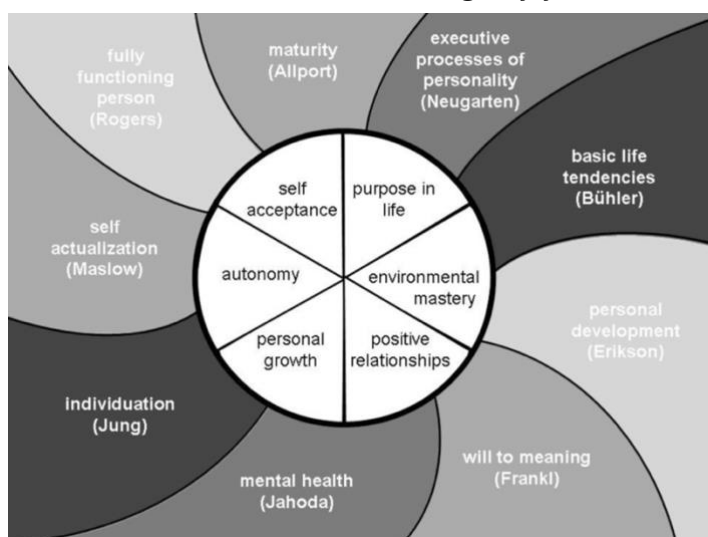 fully
functioning
person
(Rogers)
maturity
(Allport)
executive
processes of
personality
(Neugarten)
basic life
tendencies
(Bühler)
self
actualization
(Maslow)
self
acceptance
purpose in
life
autonomy
environmental
mastery
personal
growth
positive
relationships
personal
development
(Erikson)
individuation
(Jung)
mental health
(Jahoda)
will to meaning
(Frankl)